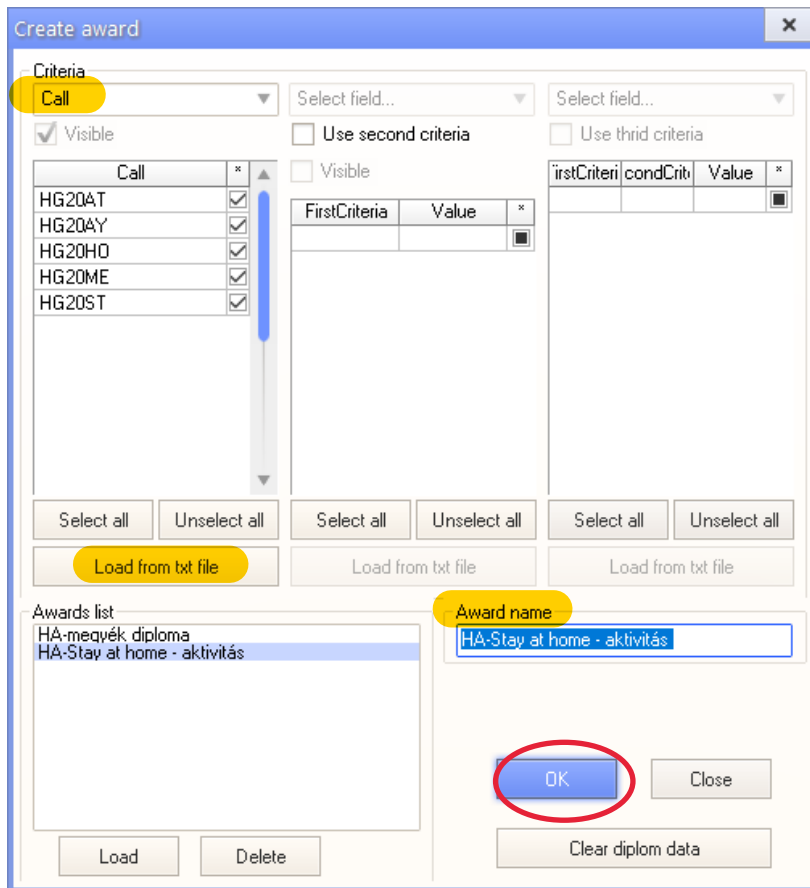 Create award
Criteria
Call
Select field...
Select field...
Visible
Use second criteria
Use thrid criteria
Call *
HG20AT
HG20AY
HG20HO
HG20ME
HG20ST
Visible
FirstCriteria Value *
irstCriteri condCrit Value *
Select all Unselect all
Select all Unselect all
Select all Unselect all
Load from txt file
Load from txt file
Load from txt file
Awards list
HA-megyék diploma
HA-Stay at home - aktivitás
Award name
HA-Stay at home - aktivitás
OK Close
Load Delete
Clear diplom data